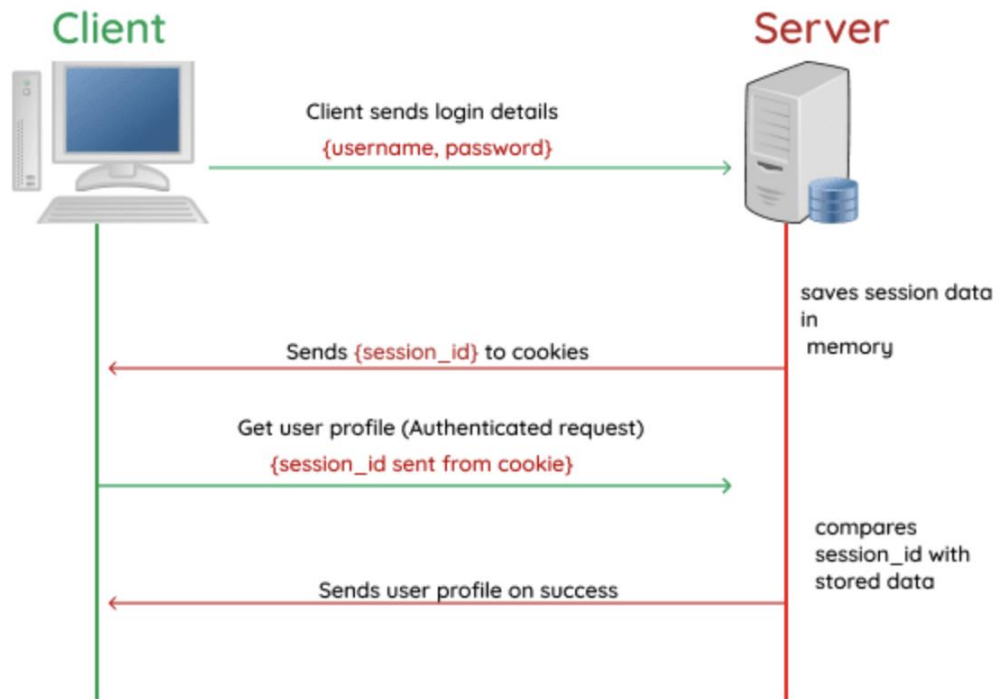 Client
Server
Client sends login details
{username, password}
saves session data
in
memory
Sends {session_id} to cookies
Get user profile (Authenticated request)
{session_id sent from cookie}
compares
session_id with
stored data
Sends user profile on success